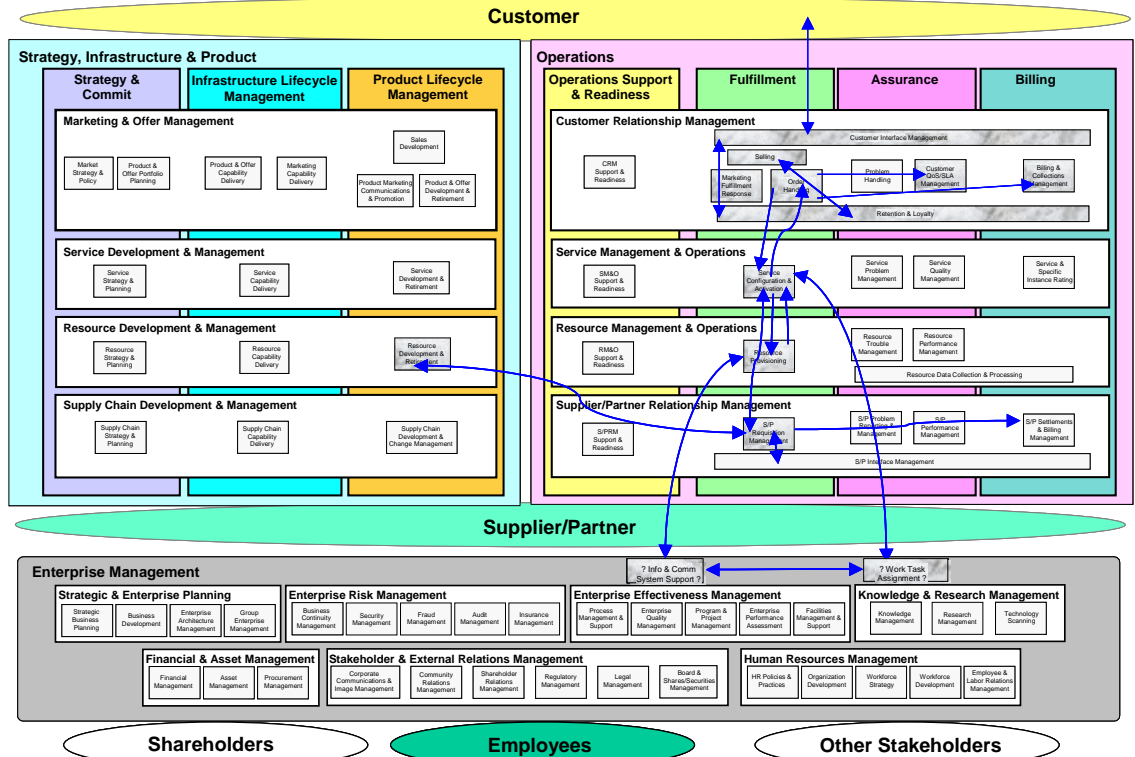 Customer
Strategy, Infrastructure & Product
Operations
Strategy &
Commit
Infrastructure Lifecycle
Management
Product Lifecycle
Management
Operations Support
& Readiness
Fulfillment
Assurance
Billing
Marketing & Offer Management
Market
Strategy &
Policy
Product &
Offer Portfolio
Planning
Product & Offer
Capability
Delivery
Marketing
Capability
Delivery
Sales
Development
Product Marketing
Communications
& Promotion
Product & Offer
Development &
Retirement
Customer Relationship Management
Customer Interface Management
Selling
CRM
Support &
Readiness
Marketing
Fulfillment
Response
Order
Handling
Problem
Handling
Customer
QoS/SLA
Management
Billing &
Collections
Management
Retention & Loyalty
Service Development & Management
Service
Strategy &
Planning
Service
Capability
Delivery
Service
Development &
Retirement
Service Management & Operations
SM&O
Support &
Readiness
Service
Configuration &
Activation
Service
Problem
Management
Service
Quality
Management
Service &
Specific
Instance Rating
Resource Development & Management
Resource
Strategy &
Planning
Resource
Capability
Delivery
Resource
Development &
Retirement
Resource Management & Operations
RM&O
Support &
Readiness
Resource
Provisioning
Resource
Trouble
Management
Resource
Performance
Management
Resource Data Collection & Processing
Supply Chain Development & Management
Supply Chain
Strategy &
Planning
Supply Chain
Capability
Delivery
Supply Chain
Development &
Change Management
Supplier/Partner Relationship Management
S/PRM
Support &
Readiness
S/P
Requisition
Management
S/P Problem
Reporting &
Management
S/P
Performance
Management
S/P Settlements
& Billing
Management
S/P Interface Management
Supplier/Partner
Enterprise Management
? Info & Comm
System Support ?
? Work Task
Assignment ?
Strategic & Enterprise Planning
Strategic
Business
Planning
Business
Development
Enterprise
Architecture
Management
Group
Enterprise
Management
Enterprise Risk Management
Business
Continuity
Management
Security
Management
Fraud
Management
Audit
Management
Insurance
Management
Enterprise Effectiveness Management
Process
Management
& Support
Enterprise
Quality
Management
Program &
Project
Management
Enterprise
Performance
Assessment
Facilities
Management &
Support
Knowledge & Research Management
Knowledge
Management
Research
Management
Technology
Scanning
Financial & Asset Management
Financial
Management
Asset
Management
Procurement
Management
Stakeholder & External Relations Management
Corporate
Communications &
Image Management
Community
Relations
Management
Shareholder
Relations
Management
Regulatory
Management
Legal
Management
Board &
Shares/Securities
Management
Human Resources Management
HR Policies &
Practices
Organization
Development
Workforce
Strategy
Workforce
Development
Employee &
Labor Relations
Management
Shareholders
Employees
Other Stakeholders